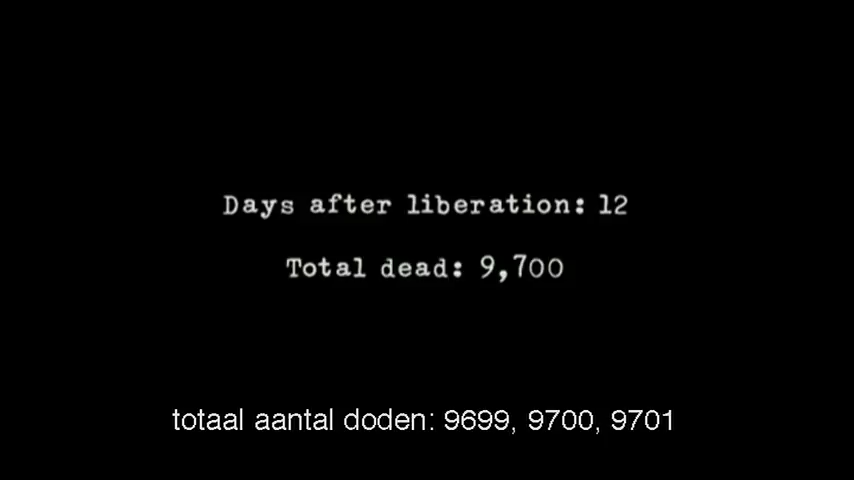 Days after liberation: 12
Total dead: 9,700
totaal aantal doden: 9699, 9700, 9701